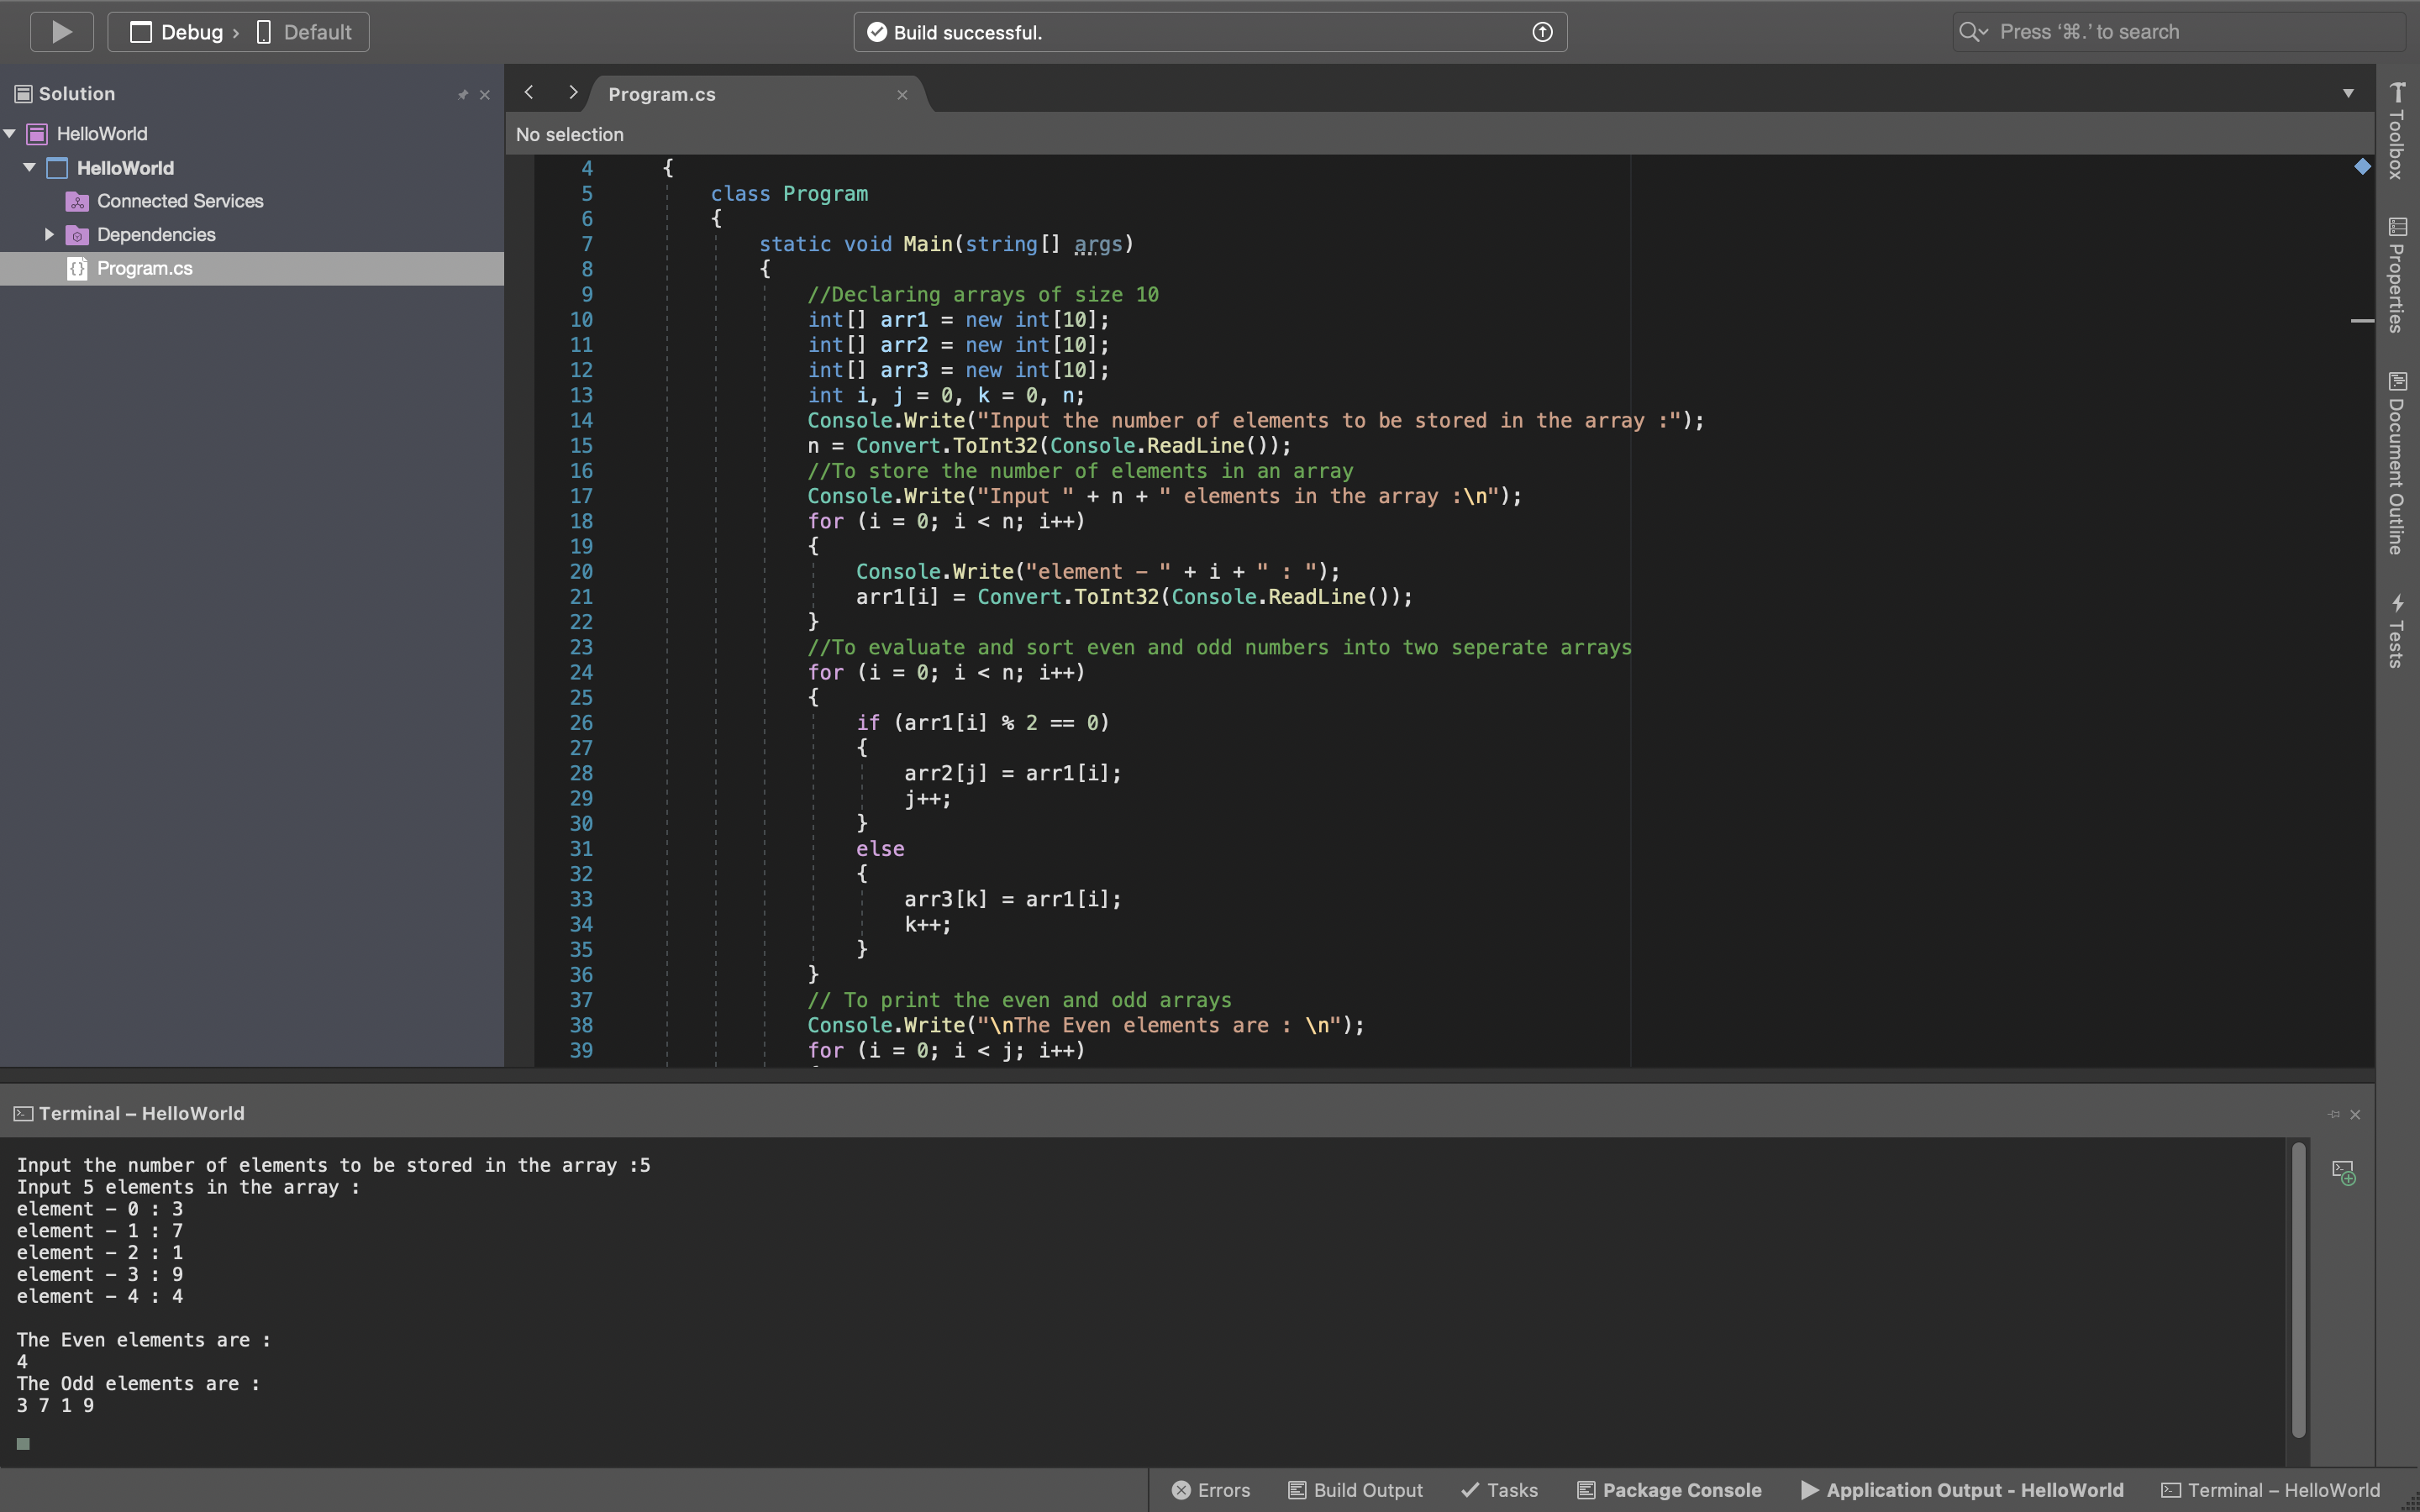 Debug › Default
Build successful.
Press ‘⌘.’ to search
Solution
HelloWorld
HelloWorld
Connected Services
Dependencies
Program.cs
Program.cs
No selection
4 {
5 class Program
6 {
7 static void Main(string[] args)
8 {
9 //Declaring arrays of size 10
10 int[] arr1 = new int[10];
11 int[] arr2 = new int[10];
12 int[] arr3 = new int[10];
13 int i, j = 0, k = 0, n;
14 Console.Write("Input the number of elements to be stored in the array :");
15 n = Convert.ToInt32(Console.ReadLine());
16 //To store the number of elements in an array
17 Console.Write("Input " + n + " elements in the array :\n");
18 for (i = 0; i < n; i++)
19 {
20 Console.Write("element - " + i + " : ");
21 arr1[i] = Convert.ToInt32(Console.ReadLine());
22 }
23 //To evaluate and sort even and odd numbers into two seperate arrays
24 for (i = 0; i < n; i++)
25 {
26 if (arr1[i] % 2 == 0)
27 {
28 arr2[j] = arr1[i];
29 j++;
30 }
31 else
32 {
33 arr3[k] = arr1[i];
34 k++;
35 }
36 }
37 // To print the even and odd arrays
38 Console.Write("\nThe Even elements are : \n");
39 for (i = 0; i < j; i++)
Toolbox
Properties
Document Outline
Tests
Terminal – HelloWorld
Input the number of elements to be stored in the array :5
Input 5 elements in the array :
element - 0 : 3
element - 1 : 7
element - 2 : 1
element - 3 : 9
element - 4 : 4
The Even elements are :
4
The Odd elements are :
3 7 1 9
Errors Build Output Tasks Package Console Application Output - HelloWorld Terminal – HelloWorld